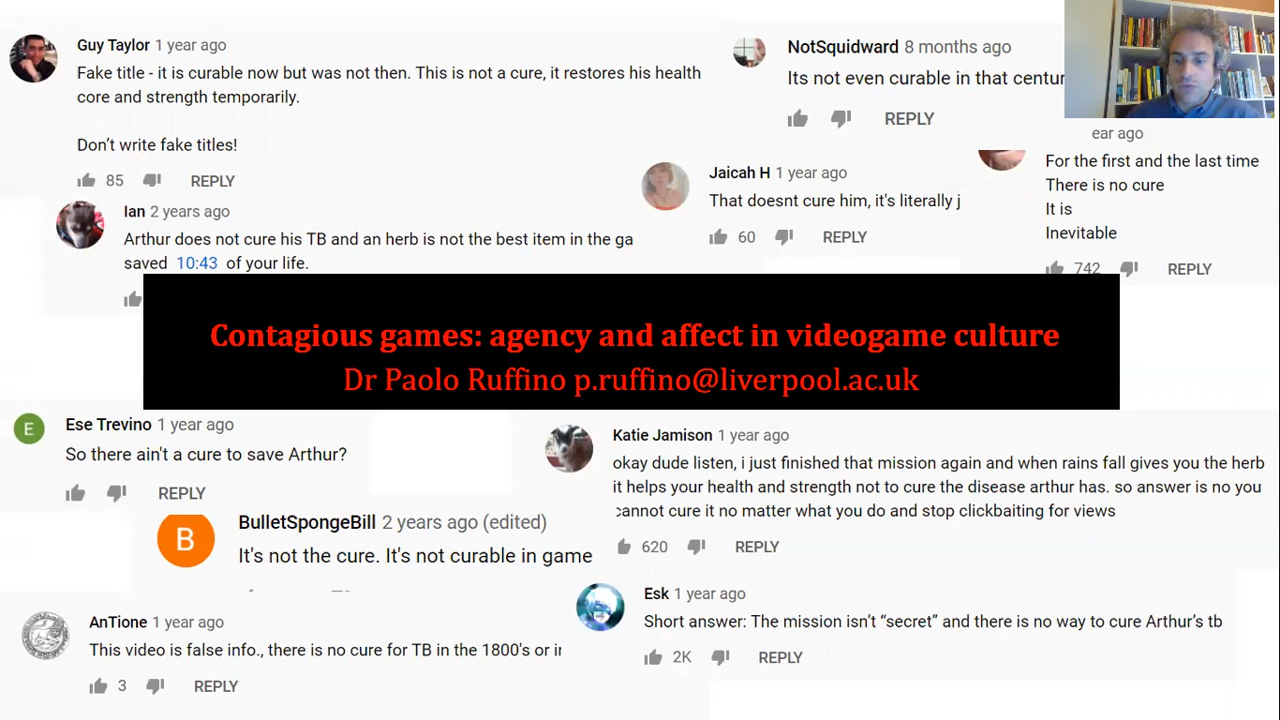 Guy Taylor 1 year ago
Fake title - it is curable now but was not then. This is not a cure, it restores his health
core and strength temporarily.
Don't write fake titles!
85 REPLY
NotSquidward 8 months ago
Its not even curable in that centur
REPLY
ear ago
For the first and the last time
There is no cure
It is
Inevitable
742 REPLY
Jaicah H 1 year ago
That doesnt cure him, it's literally j
60 REPLY
Ian 2 years ago
Arthur does not cure his TB and an herb is not the best item in the ga
saved 10:43 of your life.
Contagious games: agency and affect in videogame culture
Dr Paolo Ruffino p.ruffino@liverpool.ac.uk
Ese Trevino 1 year ago
So there ain't a cure to save Arthur?
REPLY
Katie Jamison 1 year ago
okay dude listen, i just finished that mission again and when rains fall gives you the herb
it helps your health and strength not to cure the disease arthur has. so answer is no you
cannot cure it no matter what you do and stop clickbaiting for views
620 REPLY
E
B
BulletSpongeBill 2 years ago (edited)
It's not the cure. It's not curable in game
Esk 1 year ago
Short answer: The mission isn't “secret” and there is no way to cure Arthur's tb
2K REPLY
AnTione 1 year ago
This video is false info., there is no cure for TB in the 1800's or in
3 REPLY